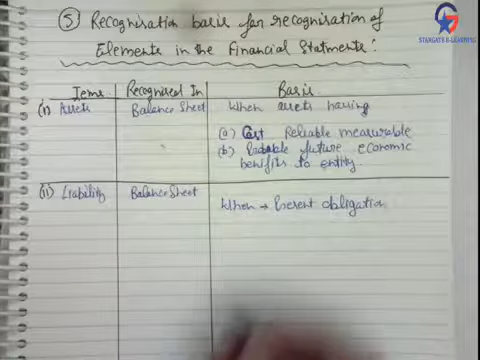 ⑤ Recognisation basis for recognisation of
Elements in the Financial Statments:
Items Recognised In Basis
(i) Assets Balance Sheet When assets having
(a) Cost Reliable measurable
(b) Probable future economic
benefits to entity.
(ii) Liability Balance Sheet
When → Present obligation
STARGATE E-LEARNING